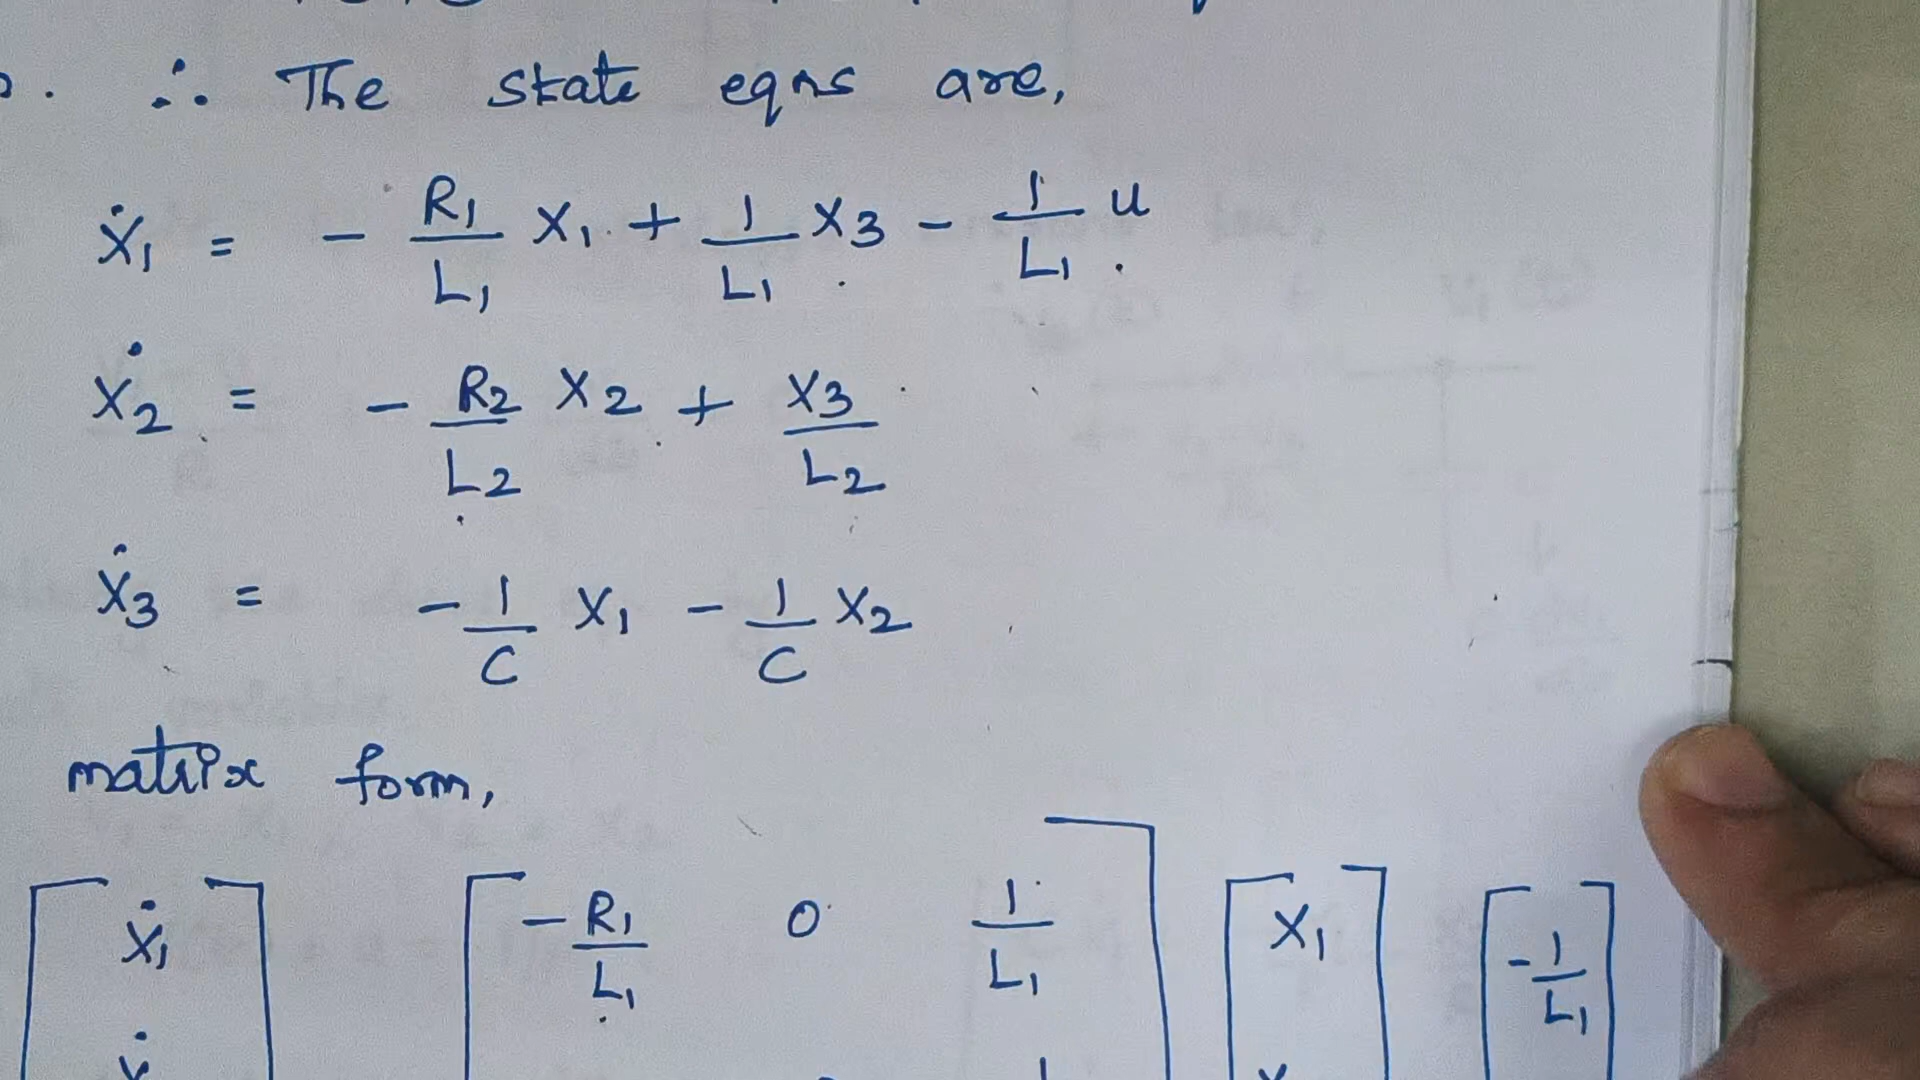 ∴ The state eqns are,
Ẋ1 = - R1/L1 X1 + 1/L1 X3 - 1/L1 u
Ẋ2 = - R2/L2 X2 + X3/L2
Ẋ3 = - 1/C X1 - 1/C X2
matrix form,
[Ẋ1] [-R1/L1 0 1/L1] [X1] [-1/L1]